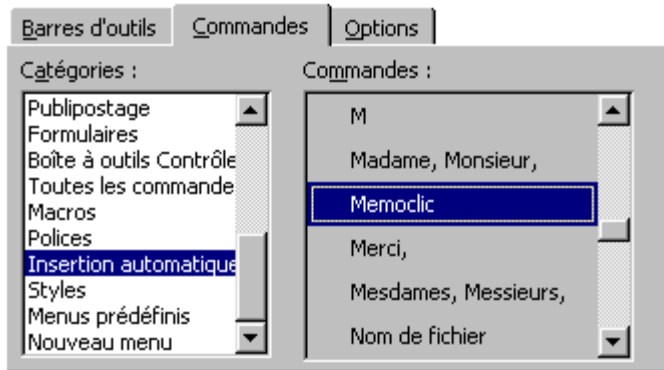 Barres d'outils Commandes Options
Catégories :
Publipostage
Formulaires
Boîte à outils Contrôle
Toutes les commande
Macros
Polices
Insertion automatique
Styles
Menus prédéfinis
Nouveau menu
Commandes :
M
Madame, Monsieur,
Memoclic
Merci,
Mesdames, Messieurs,
Nom de fichier